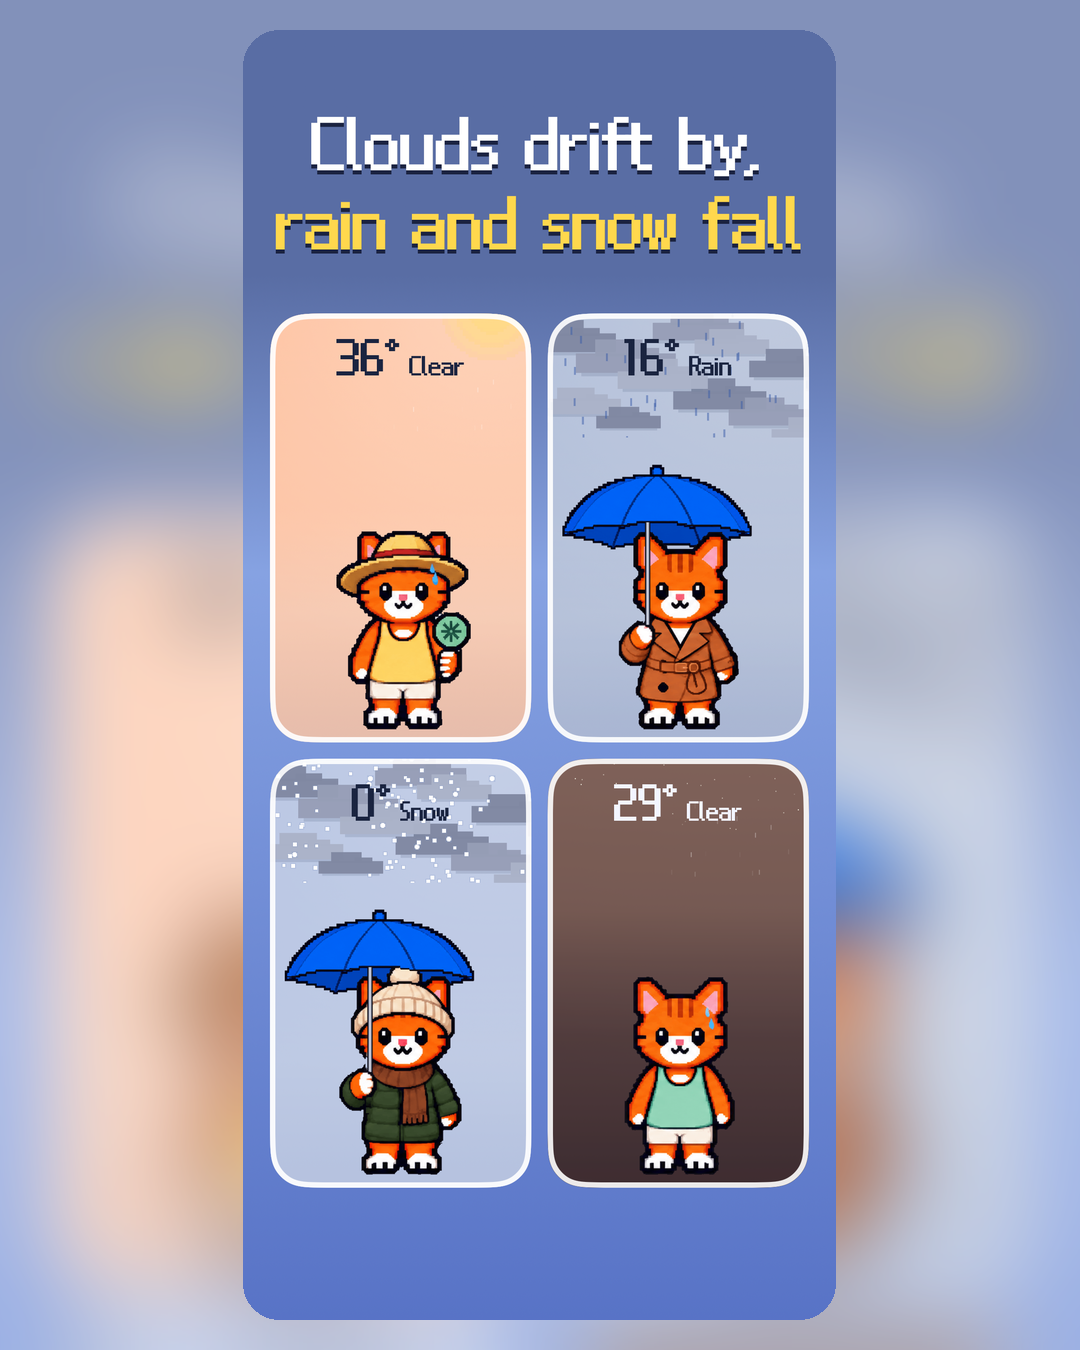 Clouds drift by,
rain and snow fall
36° Clear
16° Rain
0° Snow
29° Clear